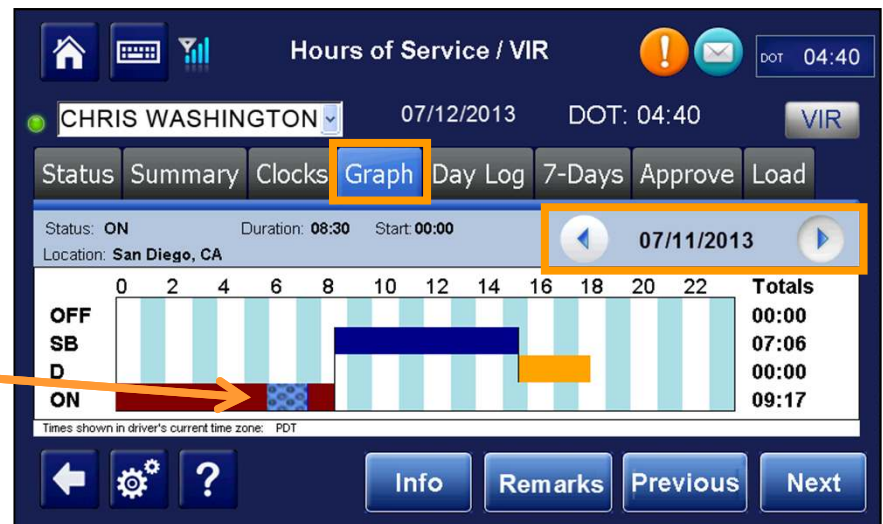 Hours of Service / VIR
!
DOT 04:40
CHRIS WASHINGTON 07/12/2013 DOT: 04:40 VIR
Status Summary Clocks Graph Day Log 7-Days Approve Load
Status: ON Duration: 08:30 Start: 00:00
Location: San Diego, CA
07/11/2013
0 2 4 6 8 10 12 14 16 18 20 22 Totals
OFF 00:00
SB 07:06
D 00:00
ON 09:17
Times shown in driver's current time zone: PDT
? Info Remarks Previous Next